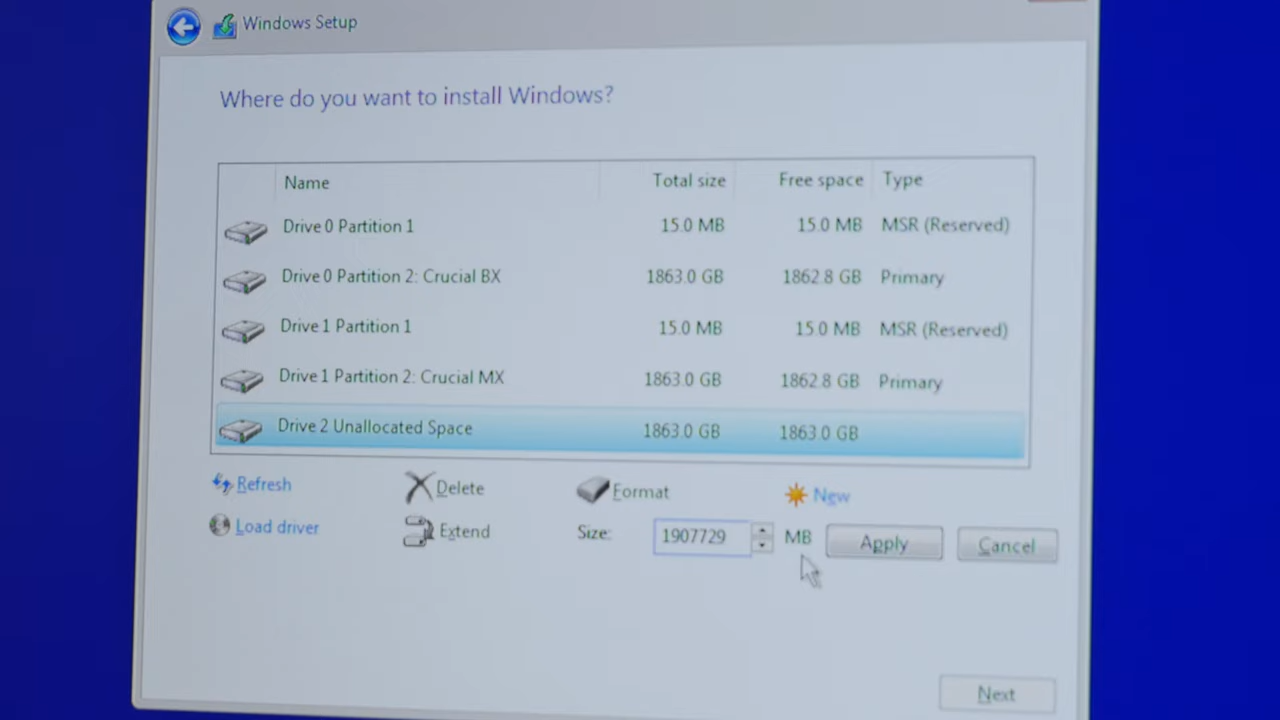 Windows Setup
Where do you want to install Windows?
Name Total size Free space Type
Drive 0 Partition 1 15.0 MB 15.0 MB MSR (Reserved)
Drive 0 Partition 2: Crucial BX 1863.0 GB 1862.8 GB Primary
Drive 1 Partition 1 15.0 MB 15.0 MB MSR (Reserved)
Drive 1 Partition 2: Crucial MX 1863.0 GB 1862.8 GB Primary
Drive 2 Unallocated Space 1863.0 GB 1863.0 GB
Refresh Delete Format New
Load driver Extend Size: 1907729 MB Apply Cancel
Next